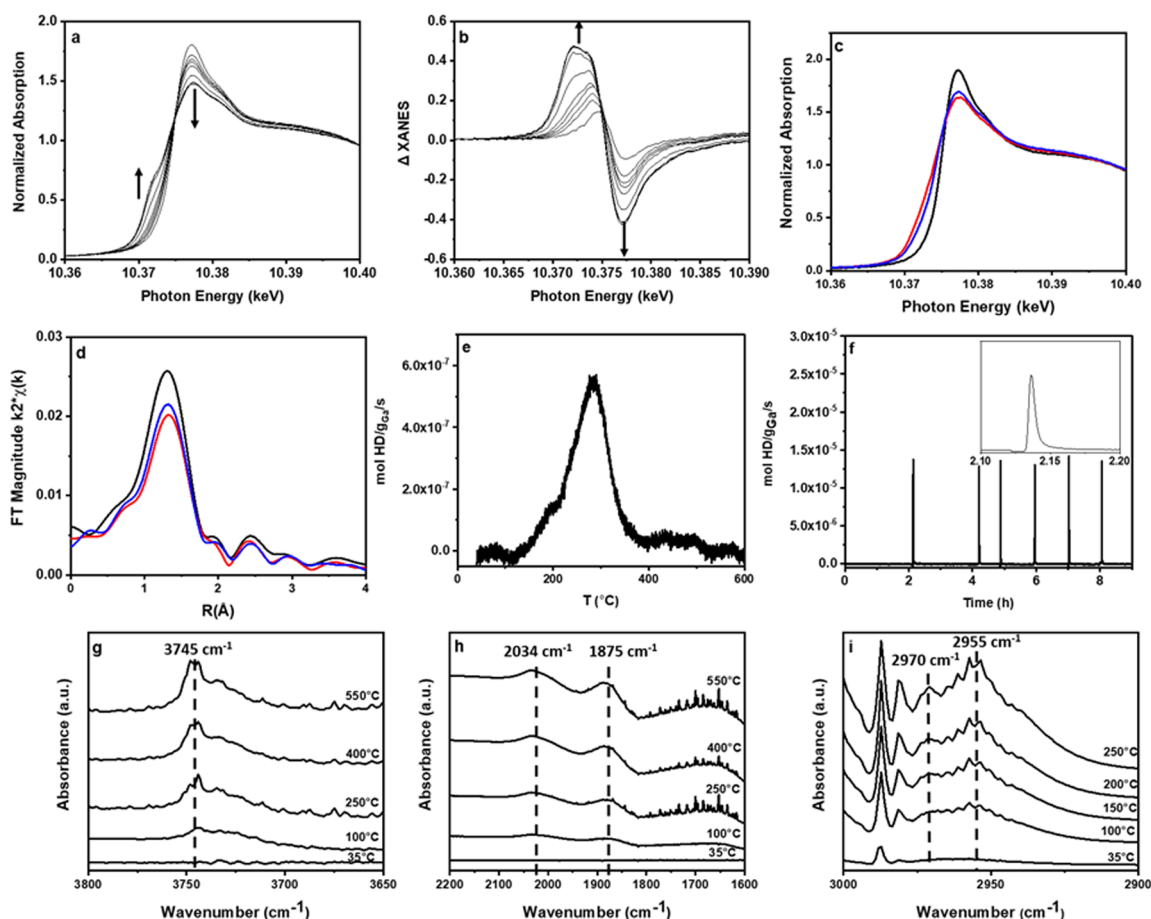 a
2.0
1.5
1.0
0.5
0.0
10.36 10.37 10.38 10.39 10.40
Normalized Absorption
Photon Energy (keV)
b
0.6
0.4
0.2
0.0
-0.2
-0.4
-0.6
10.360 10.365 10.370 10.375 10.380 10.385 10.390
Δ XANES
Photon Energy (keV)
c
2.0
1.5
1.0
0.5
0.0
10.36 10.37 10.38 10.39 10.40
Normalized Absorption
Photon Energy (keV)
d
0.03
0.02
0.01
0.00
0 1 2 3 4
FT Magnitude k2*χ(k)
R(Å)
e
6.0x10-7
4.0x10-7
2.0x10-7
0.0
0 200 400 600
mol HD/gGa/s
T (°C)
f
3.0x10-5
2.5x10-5
2.0x10-5
1.5x10-5
1.0x10-5
5.0x10-6
0.0
0 2 4 6 8
mol HD/gGa/s
Time (h)
2.10 2.15 2.20
g
3745 cm-1
550°C
400°C
250°C
100°C
35°C
3800 3750 3700 3650
Absorbance (a.u.)
Wavenumber (cm-1)
h
2034 cm-1 1875 cm-1
550°C
400°C
250°C
100°C
35°C
2200 2100 2000 1900 1800 1700 1600
Absorbance (a.u.)
Wavenumber (cm-1)
i
2955 cm-1
2970 cm-1
250°C
200°C
150°C
100°C
35°C
3000 2950 2900
Absorbance (a.u.)
Wavenumber (cm-1)